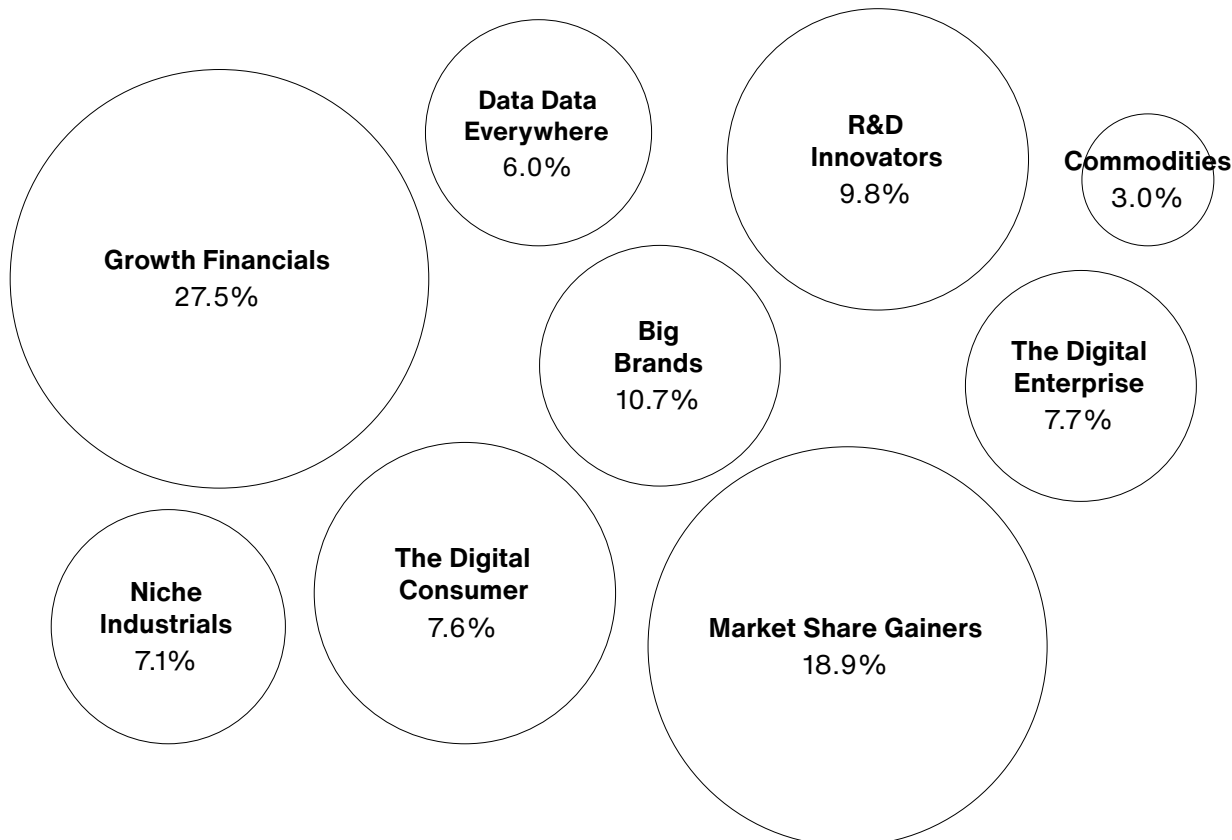 Data Data
Everywhere
6.0%
R&D
Innovators
9.8%
Commodities
3.0%
Growth Financials
27.5%
Big
Brands
10.7%
The Digital
Enterprise
7.7%
The Digital
Consumer
7.6%
Niche
Industrials
7.1%
Market Share Gainers
18.9%